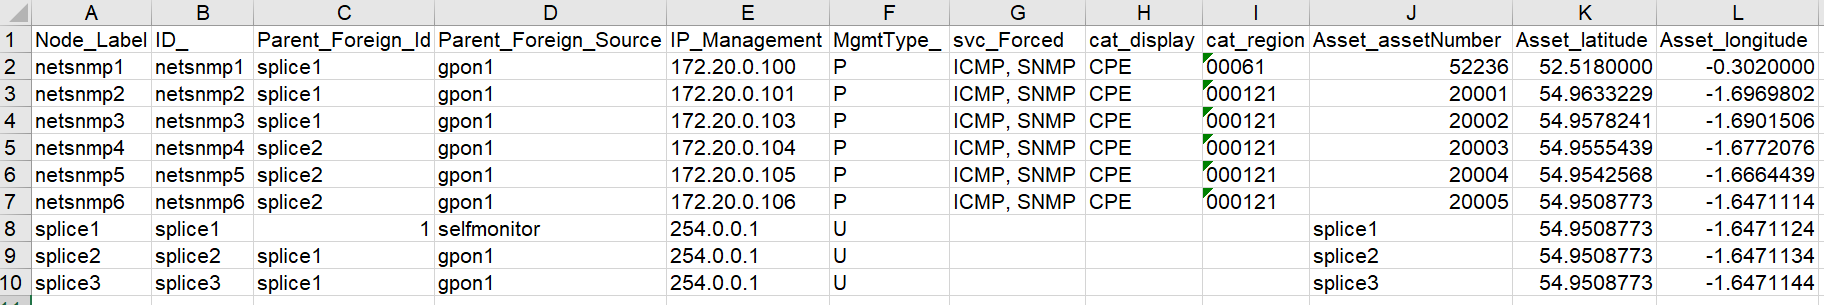 A B C D E F G H I J K L
1 Node_Label ID_ Parent_Foreign_Id Parent_Foreign_Source IP_Management MgmtType_ svc_Forced cat_display cat_region Asset_assetNumber Asset_latitude Asset_longitude
2 netsnmp1 netsnmp1 splice1 gpon1 172.20.0.100 P ICMP, SNMP CPE 00061 52236 52.5180000 -0.3020000
3 netsnmp2 netsnmp2 splice1 gpon1 172.20.0.101 P ICMP, SNMP CPE 000121 20001 54.9633229 -1.6969802
4 netsnmp3 netsnmp3 splice1 gpon1 172.20.0.103 P ICMP, SNMP CPE 000121 20002 54.9578241 -1.6901506
5 netsnmp4 netsnmp4 splice2 gpon1 172.20.0.104 P ICMP, SNMP CPE 000121 20003 54.9555439 -1.6772076
6 netsnmp5 netsnmp5 splice2 gpon1 172.20.0.105 P ICMP, SNMP CPE 000121 20004 54.9542568 -1.6664439
7 netsnmp6 netsnmp6 splice2 gpon1 172.20.0.106 P ICMP, SNMP CPE 000121 20005 54.9508773 -1.6471114
8 splice1 splice1 1 selfmonitor 254.0.0.1 U splice1 54.9508773 -1.6471124
9 splice2 splice2 splice1 gpon1 254.0.0.1 U splice2 54.9508773 -1.6471134
10 splice3 splice3 splice1 gpon1 254.0.0.1 U splice3 54.9508773 -1.6471144